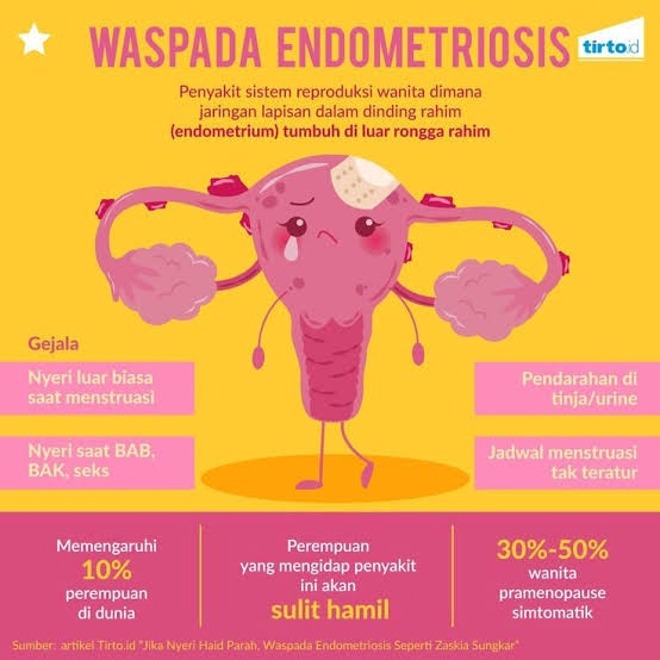 WASPADA ENDOMETRIOSIS
tirto.id
Penyakit sistem reproduksi wanita dimana
jaringan lapisan dalam dinding rahim
(endometrium) tumbuh di luar rongga rahim
Gejala
Nyeri luar biasa
saat menstruasi
Pendarahan di
tinja/urine
Nyeri saat BAB,
BAK, seks
Jadwal menstruasi
tak teratur
Memengaruhi
10%
perempuan
di dunia
Perempuan
yang mengidap penyakit
ini akan
sulit hamil
30%-50%
wanita
pramenopause
simtomatik
Sumber: artikel Tirto.id "Jika Nyeri Haid Parah, Waspada Endometriosis Seperti Zaskia Sungkar"